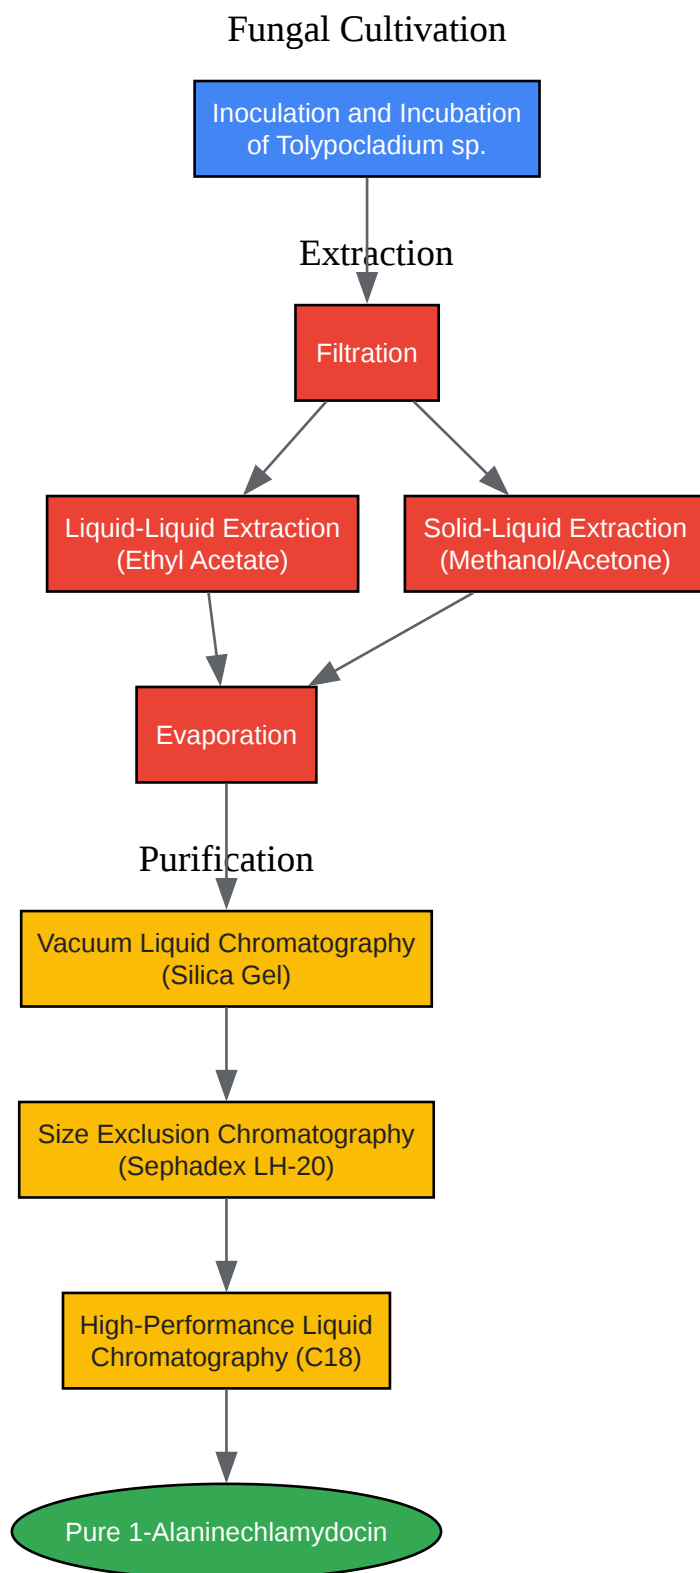 Fungal Cultivation
Inoculation and Incubation
of Tolypocladium sp.
Extraction
Filtration
Liquid-Liquid Extraction
(Ethyl Acetate)
Solid-Liquid Extraction
(Methanol/Acetone)
Evaporation
Purification
Vacuum Liquid Chromatography
(Silica Gel)
Size Exclusion Chromatography
(Sephadex LH-20)
High-Performance Liquid
Chromatography (C18)
Pure 1-Alaninechlamydocin